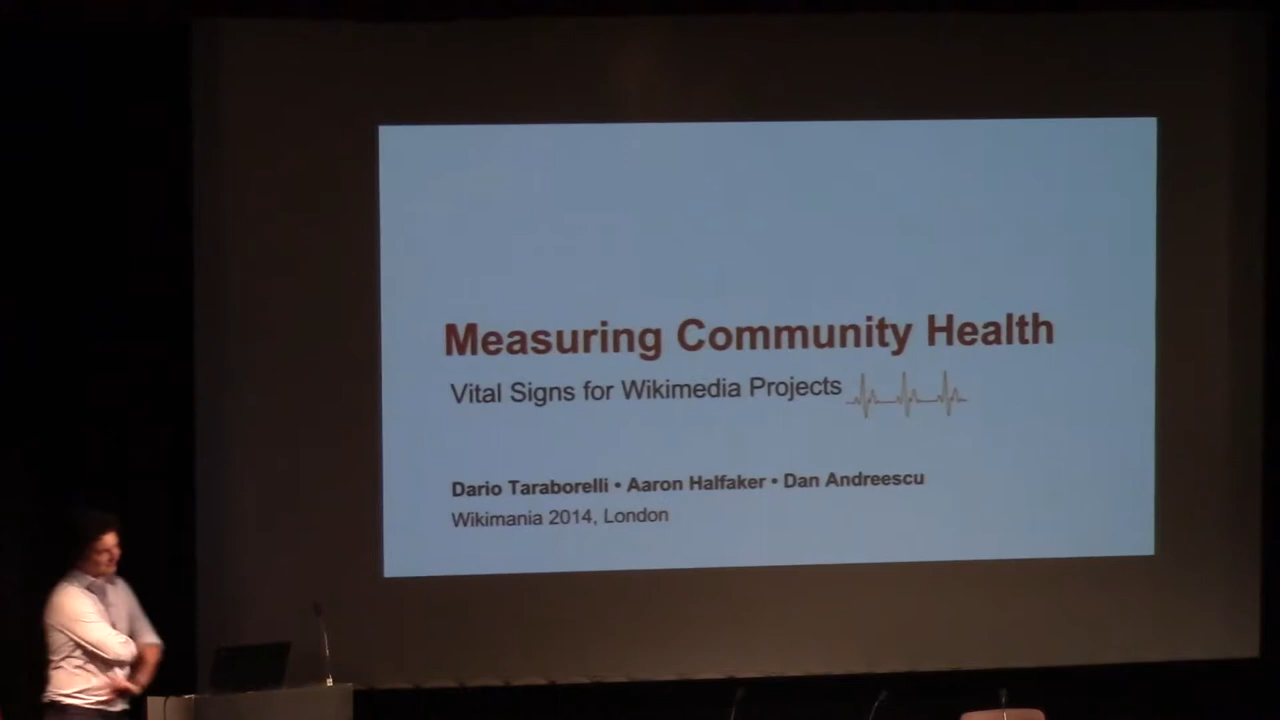 Measuring Community Health
Vital Signs for Wikimedia Projects
Dario Taraborelli • Aaron Halfaker • Dan Andreescu
Wikimania 2014, London